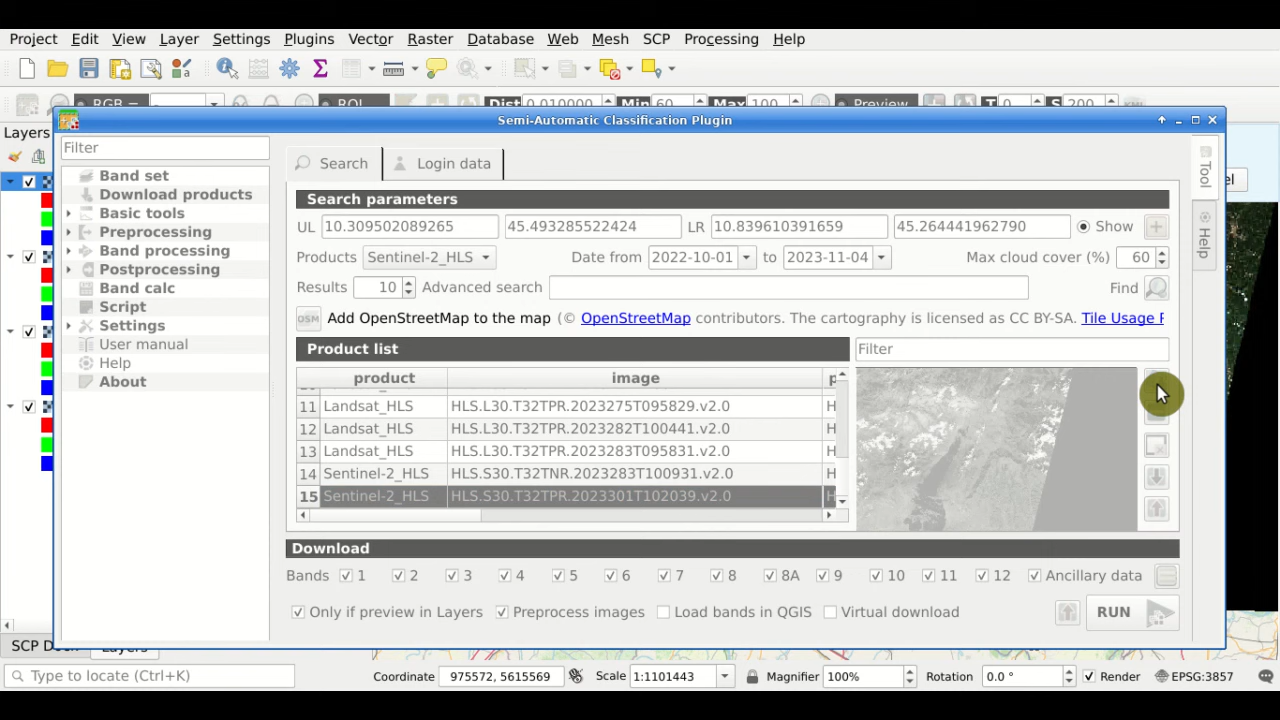 Project Edit View Layer Settings Plugins Vector Raster Database Web Mesh SCP Processing Help
RGB = ROI Dist 0.010000 Min 60 Max 100 Preview T 0 S 200
Semi-Automatic Classification Plugin
Layers
Filter
Band set
Download products
Basic tools
Preprocessing
Band processing
Postprocessing
Band calc
Script
Settings
User manual
Help
About
Search Login data
Search parameters
UL 10.309502089265 45.493285522424 LR 10.839610391659 45.264441962790 Show
Products Sentinel-2_HLS Date from 2022-10-01 to 2023-11-04 Max cloud cover (%) 60
Results 10 Advanced search Find
OSM Add OpenStreetMap to the map (© OpenStreetMap contributors. The cartography is licensed as CC BY-SA. Tile Usage
Product list Filter
product image
11 Landsat_HLS HLS.L30.T32TPR.2023275T095829.v2.0
12 Landsat_HLS HLS.L30.T32TPR.2023282T100441.v2.0
13 Landsat_HLS HLS.L30.T32TPR.2023283T095831.v2.0
14 Sentinel-2_HLS HLS.S30.T32TNR.2023283T100931.v2.0
15 Sentinel-2_HLS HLS.S30.T32TPR.2023301T102039.v2.0
Download
Bands 1 2 3 4 5 6 7 8 8A 9 10 11 12 Ancillary data
Only if preview in Layers Preprocess images Load bands in QGIS Virtual download RUN
Tool
Help
SCP Layers
Type to locate (Ctrl+K) Coordinate 975572, 5615569 Scale 1:1101443 Magnifier 100% Rotation 0.0 ° Render EPSG:3857